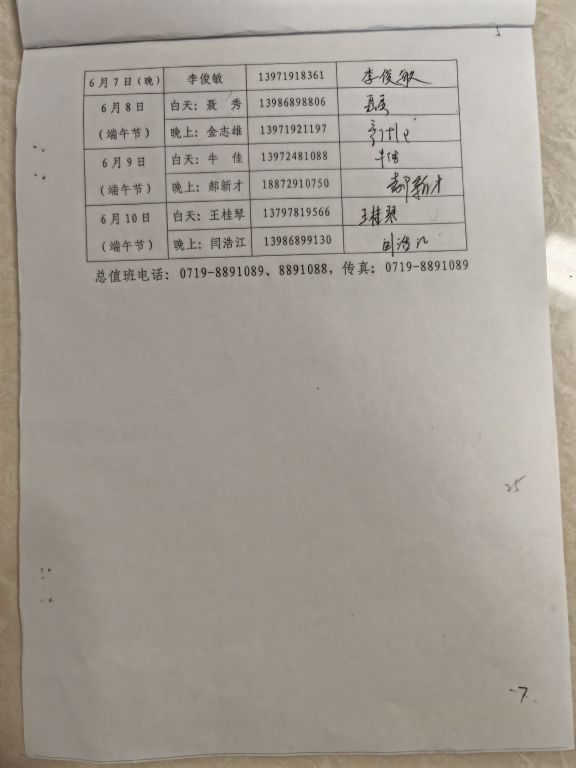 6月7日(晚) 李俊敏 13971918361 李俊敏
6月8日 白天：聂 秀 13986898806 聂秀
(端午节) 晚上：金志雄 13971921197
6月9日 白天：牛 佳 13972481088 牛佳
(端午节) 晚上：郝新才 18872910750 郝新才
6月10日 白天：王桂琴 13797819566 王桂琴
(端午节) 晚上：闫浩江 13986899130 闫浩江
总值班电话：0719-8891089、8891088，传真：0719-8891089
25
7